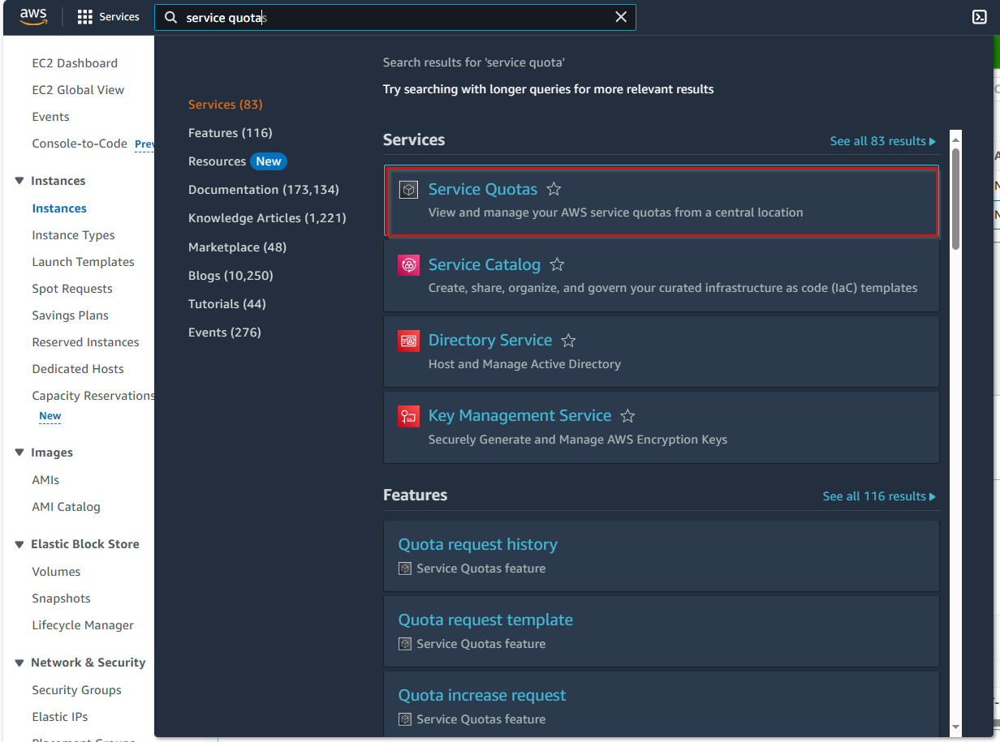 aws
Services
service quotas
EC2 Dashboard
EC2 Global View
Events
Console-to-Code
Instances
Instances
Instance Types
Launch Templates
Spot Requests
Savings Plans
Reserved Instances
Dedicated Hosts
Capacity Reservations
New
Images
AMIs
AMI Catalog
Elastic Block Store
Volumes
Snapshots
Lifecycle Manager
Network & Security
Security Groups
Elastic IPs
Services (83)
Features (116)
Resources New
Documentation (173,134)
Knowledge Articles (1,221)
Marketplace (48)
Blogs (10,250)
Tutorials (44)
Events (276)
Search results for 'service quota'
Try searching with longer queries for more relevant results
Services
See all 83 results
Service Quotas
View and manage your AWS service quotas from a central location
Service Catalog
Create, share, organize, and govern your curated infrastructure as code (IaC) templates
Directory Service
Host and Manage Active Directory
Key Management Service
Securely Generate and Manage AWS Encryption Keys
Features
See all 116 results
Quota request history
Service Quotas feature
Quota request template
Service Quotas feature
Quota increase request
Service Quotas feature